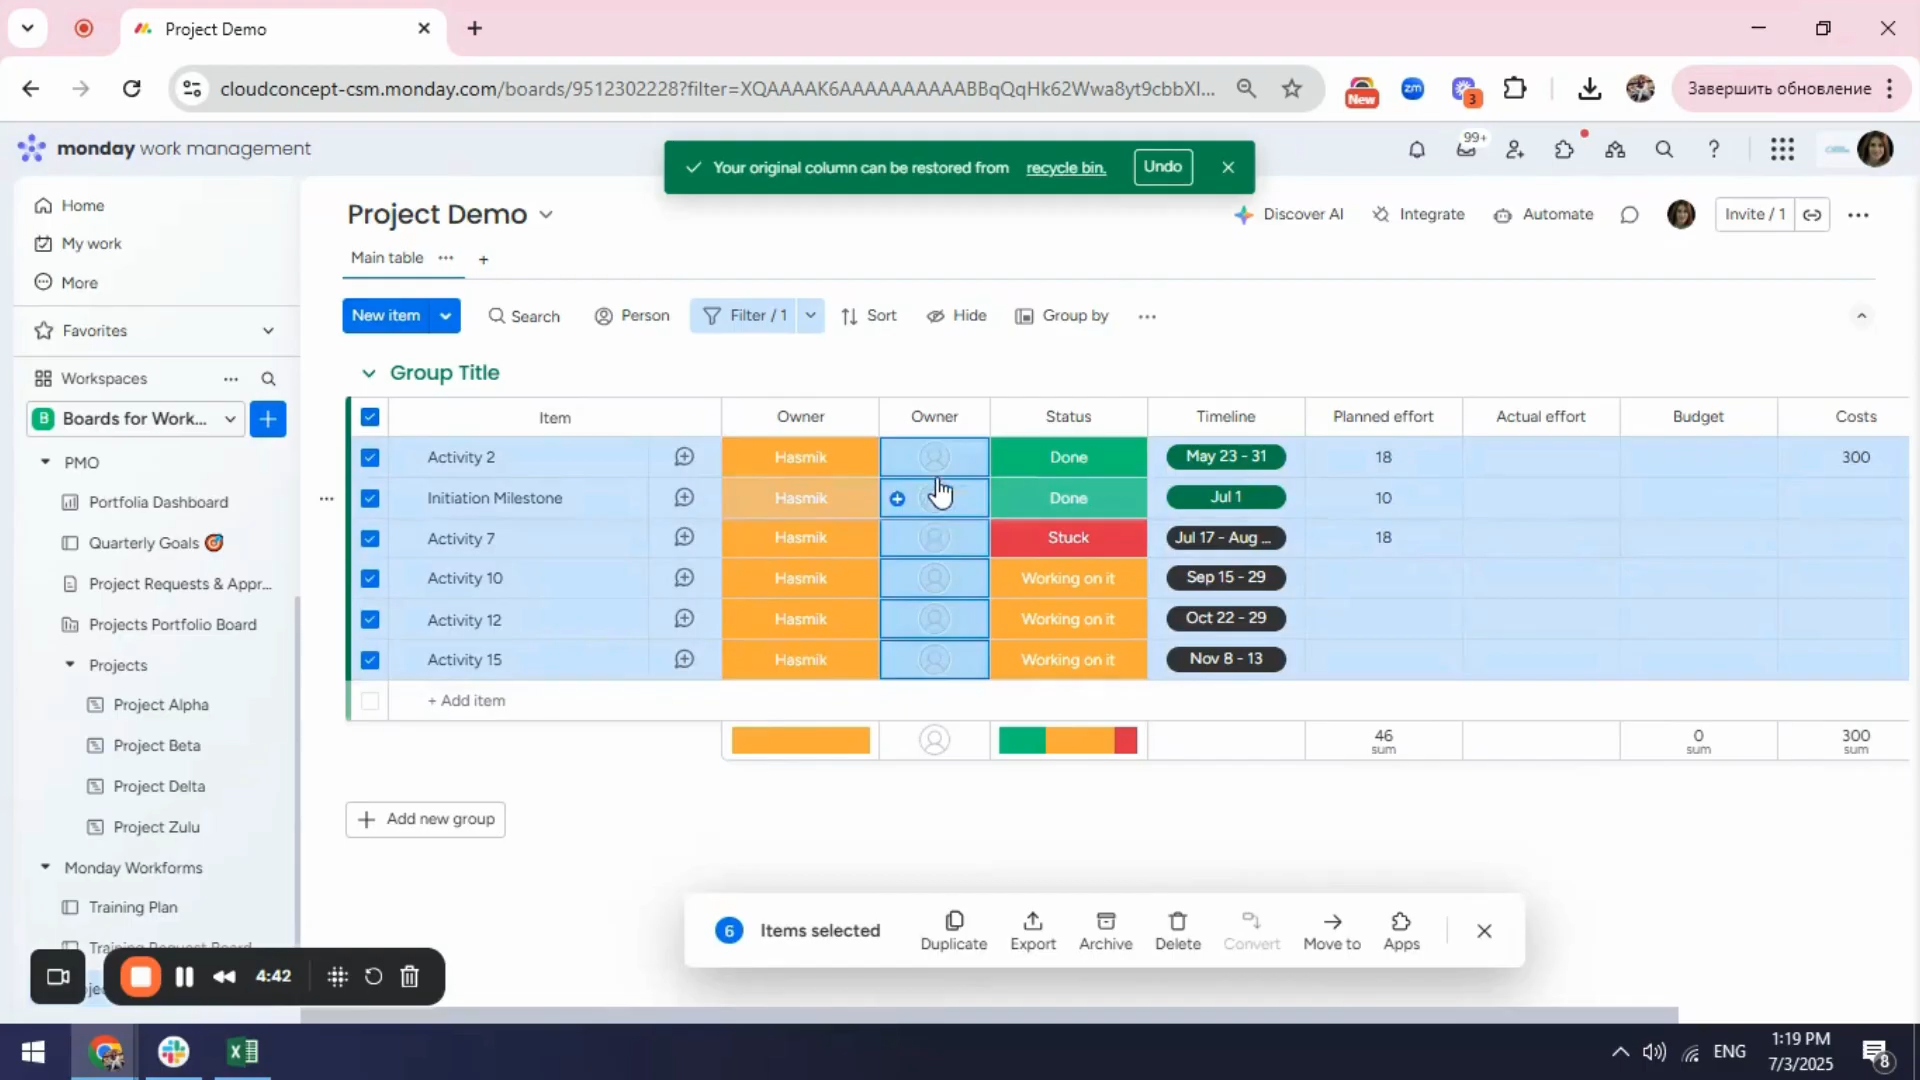 Project Demo
cloudconcept-csm.monday.com/boards/9512302228?filter=XQAAAAK6AAAAAAAAAABBqQqHk62Wwa8yt9cbbXI...
New
zm
3
Завершить обновление
monday work management
Your original column can be restored from recycle bin.
Undo
99+
Home
My work
More
Favorites
Workspaces
B
Boards for Work...
PMO
Portfolia Dashboard
Quarterly Goals
Project Requests & Appr...
Projects Portfolio Board
Projects
Project Alpha
Project Beta
Project Delta
Project Zulu
Monday Workforms
Training Plan
Training Request Board
Project Demo
Discover AI
Integrate
Automate
Invite / 1
Main table
New item
Search
Person
Filter / 1
Sort
Hide
Group by
Group Title
Item Owner Owner Status Timeline Planned effort Actual effort Budget Costs
Activity 2 Hasmik Done May 23 - 31 18 300
Initiation Milestone Hasmik Done Jul 1 10
Activity 7 Hasmik Stuck Jul 17 - Aug ... 18
Activity 10 Hasmik Working on it Sep 15 - 29
Activity 12 Hasmik Working on it Oct 22 - 29
Activity 15 Hasmik Working on it Nov 8 - 13
+ Add item
46 0 300
sum sum sum
+ Add new group
6 Items selected
Duplicate Export Archive Delete Convert Move to Apps
4:42
ENG
1:19 PM
7/3/2025
8